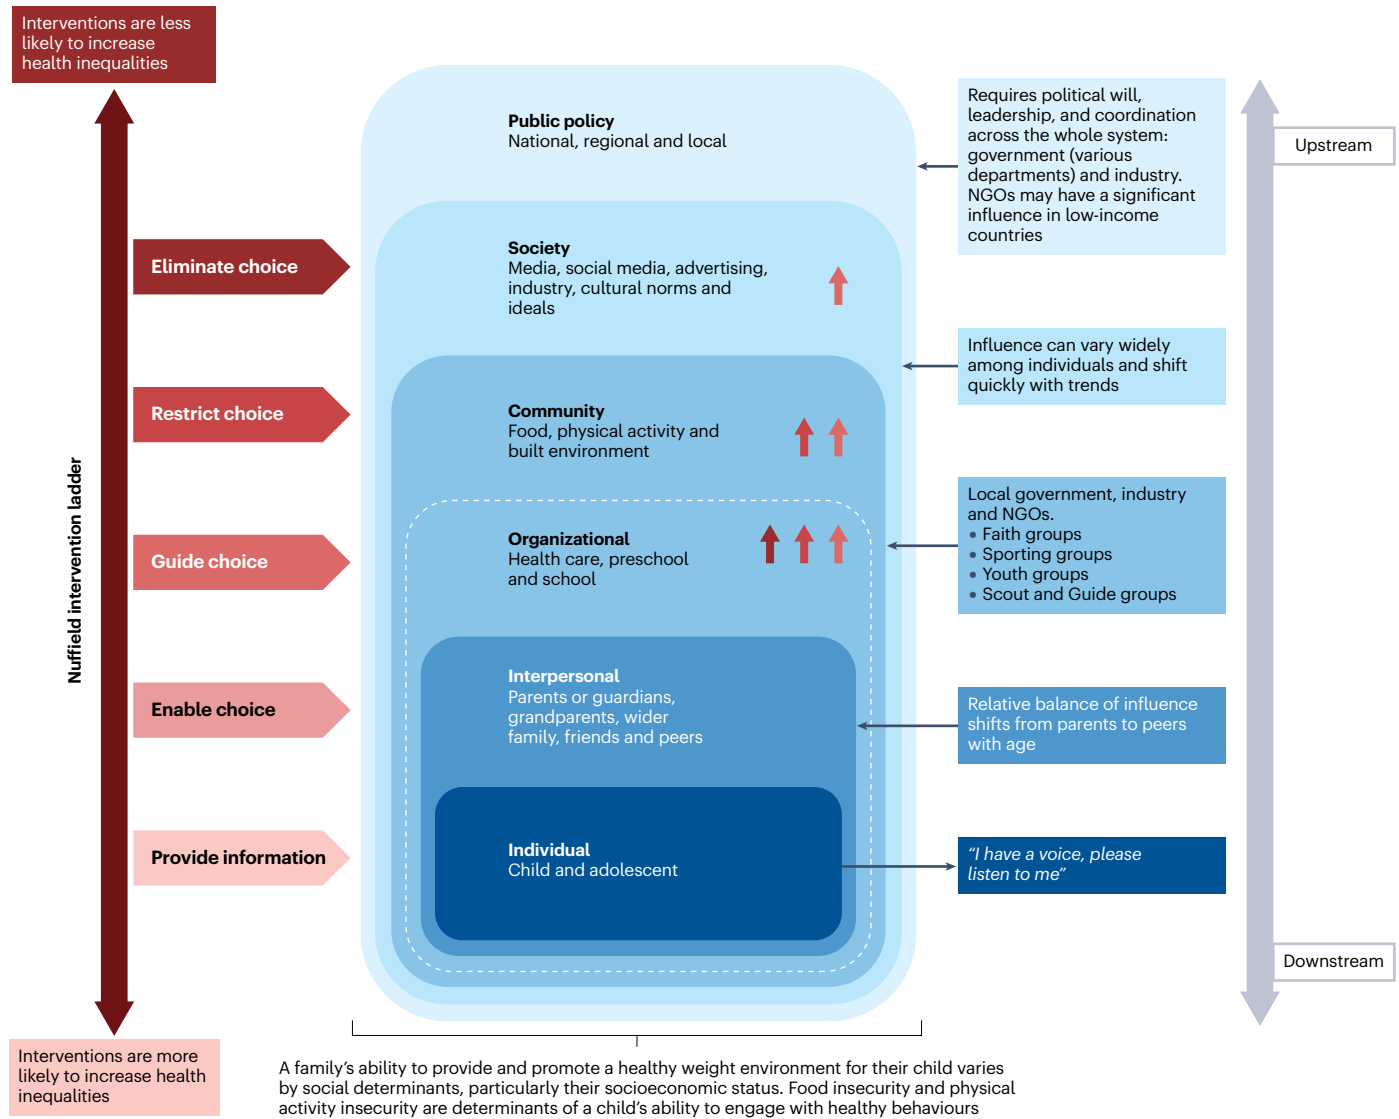 Interventions are less
likely to increase
health inequalities
Nuffield intervention ladder
Eliminate choice
Restrict choice
Guide choice
Enable choice
Provide information
Interventions are more
likely to increase health
inequalities
Public policy
National, regional and local
Society
Media, social media, advertising,
industry, cultural norms and
ideals
Community
Food, physical activity and
built environment
Organizational
Health care, preschool
and school
Interpersonal
Parents or guardians,
grandparents, wider
family, friends and peers
Individual
Child and adolescent
Requires political will,
leadership, and coordination
across the whole system:
government (various
departments) and industry.
NGOs may have a significant
influence in low-income
countries
Influence can vary widely
among individuals and shift
quickly with trends
Local government, industry
and NGOs.
• Faith groups
• Sporting groups
• Youth groups
• Scout and Guide groups
Relative balance of influence
shifts from parents to peers
with age
“I have a voice, please
listen to me”
Upstream
Downstream
A family’s ability to provide and promote a healthy weight environment for their child varies
by social determinants, particularly their socioeconomic status. Food insecurity and physical
activity insecurity are determinants of a child’s ability to engage with healthy behaviours